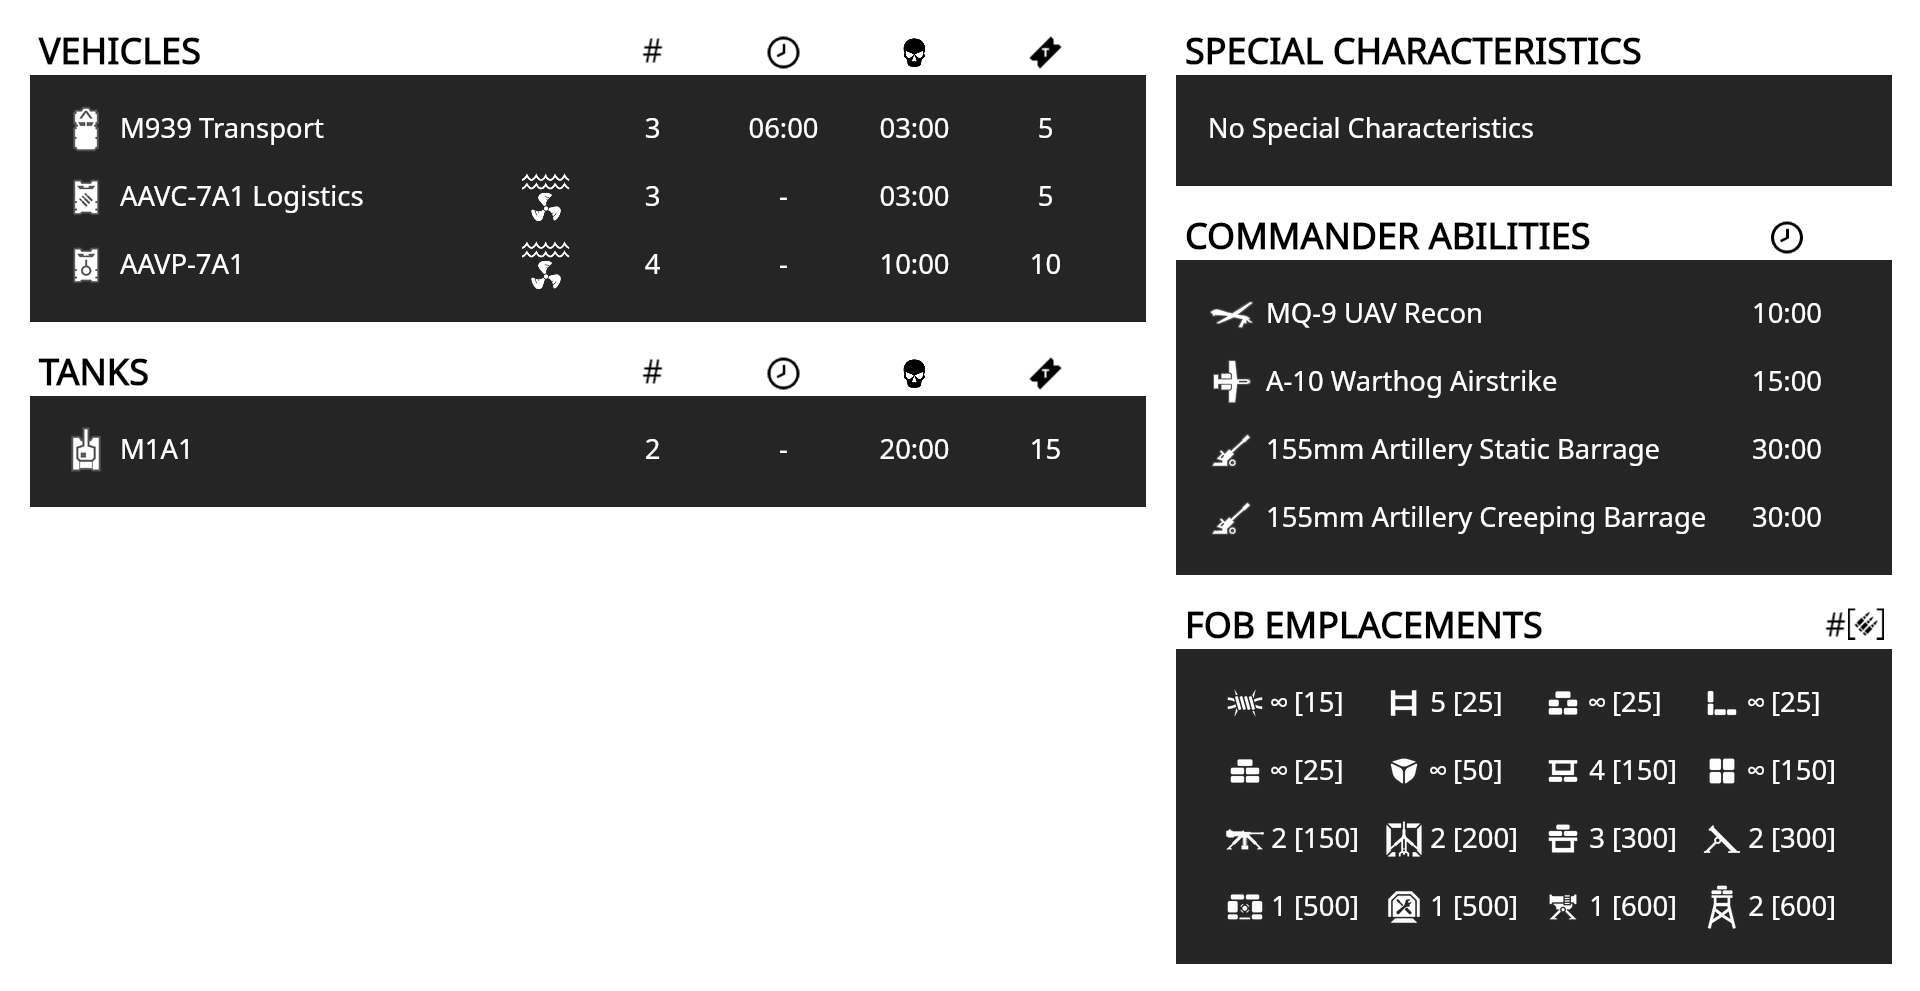 VEHICLES #
M939 Transport 3 06:00 03:00 5
AAVC-7A1 Logistics 3 - 03:00 5
AAVP-7A1 4 - 10:00 10
TANKS #
M1A1 2 - 20:00 15
SPECIAL CHARACTERISTICS
No Special Characteristics
COMMANDER ABILITIES
MQ-9 UAV Recon 10:00
A-10 Warthog Airstrike 15:00
155mm Artillery Static Barrage 30:00
155mm Artillery Creeping Barrage 30:00
FOB EMPLACEMENTS #[ ]
∞ [15] 5 [25] ∞ [25] ∞ [25]
∞ [25] ∞ [50] 4 [150] ∞ [150]
2 [150] 2 [200] 3 [300] 2 [300]
1 [500] 1 [500] 1 [600] 2 [600]